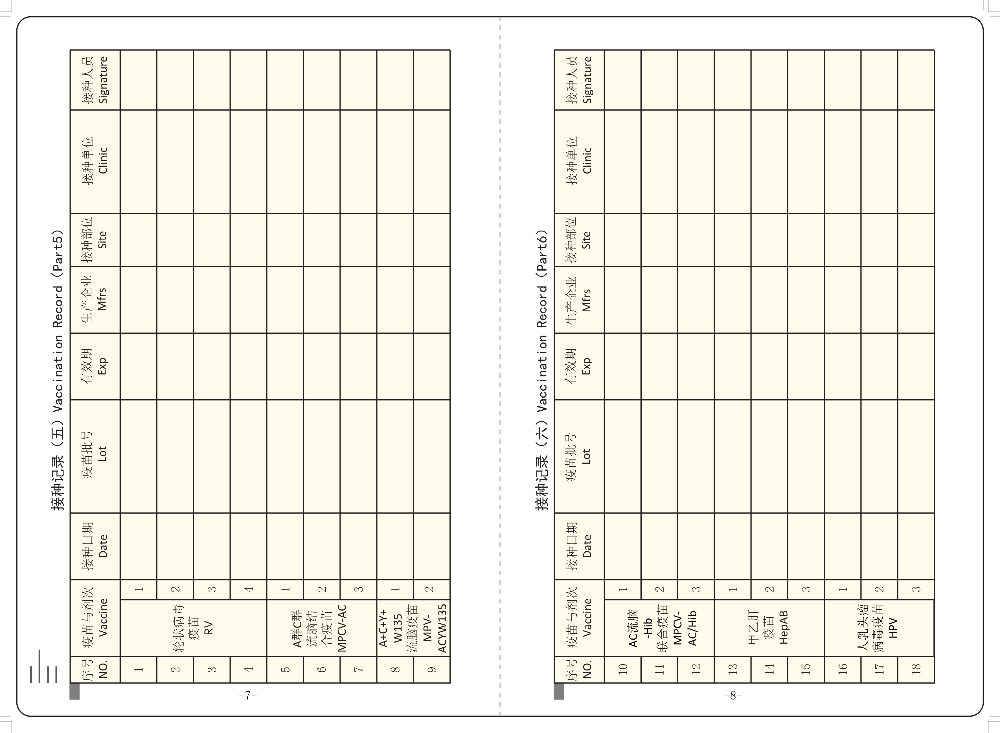 接种记录（五）Vaccination Record（Part5）
序号
NO.
疫苗与剂次
Vaccine
接种日期
Date
疫苗批号
Lot
有效期
Exp
生产企业
Mfrs
接种部位
Site
接种单位
Clinic
接种人员
Signature
1
轮状病毒
疫苗
RV
1
2
2
3
3
4
4
5
A群C群
流脑结
合疫苗
MPCV-AC
1
6
2
7
3
8
A+C+Y+
W135
流脑疫苗
MPV-
ACYW135
1
9
2
–7–
接种记录（六）Vaccination Record（Part6）
序号
NO.
疫苗与剂次
Vaccine
接种日期
Date
疫苗批号
Lot
有效期
Exp
生产企业
Mfrs
接种部位
Site
接种单位
Clinic
接种人员
Signature
10
AC流脑
-Hib
联合疫苗
MPCV-
AC/Hib
1
11
2
12
3
13
甲乙肝
疫苗
HepAB
1
14
2
15
3
16
人乳头瘤
病毒疫苗
HPV
1
17
2
18
3
–8–